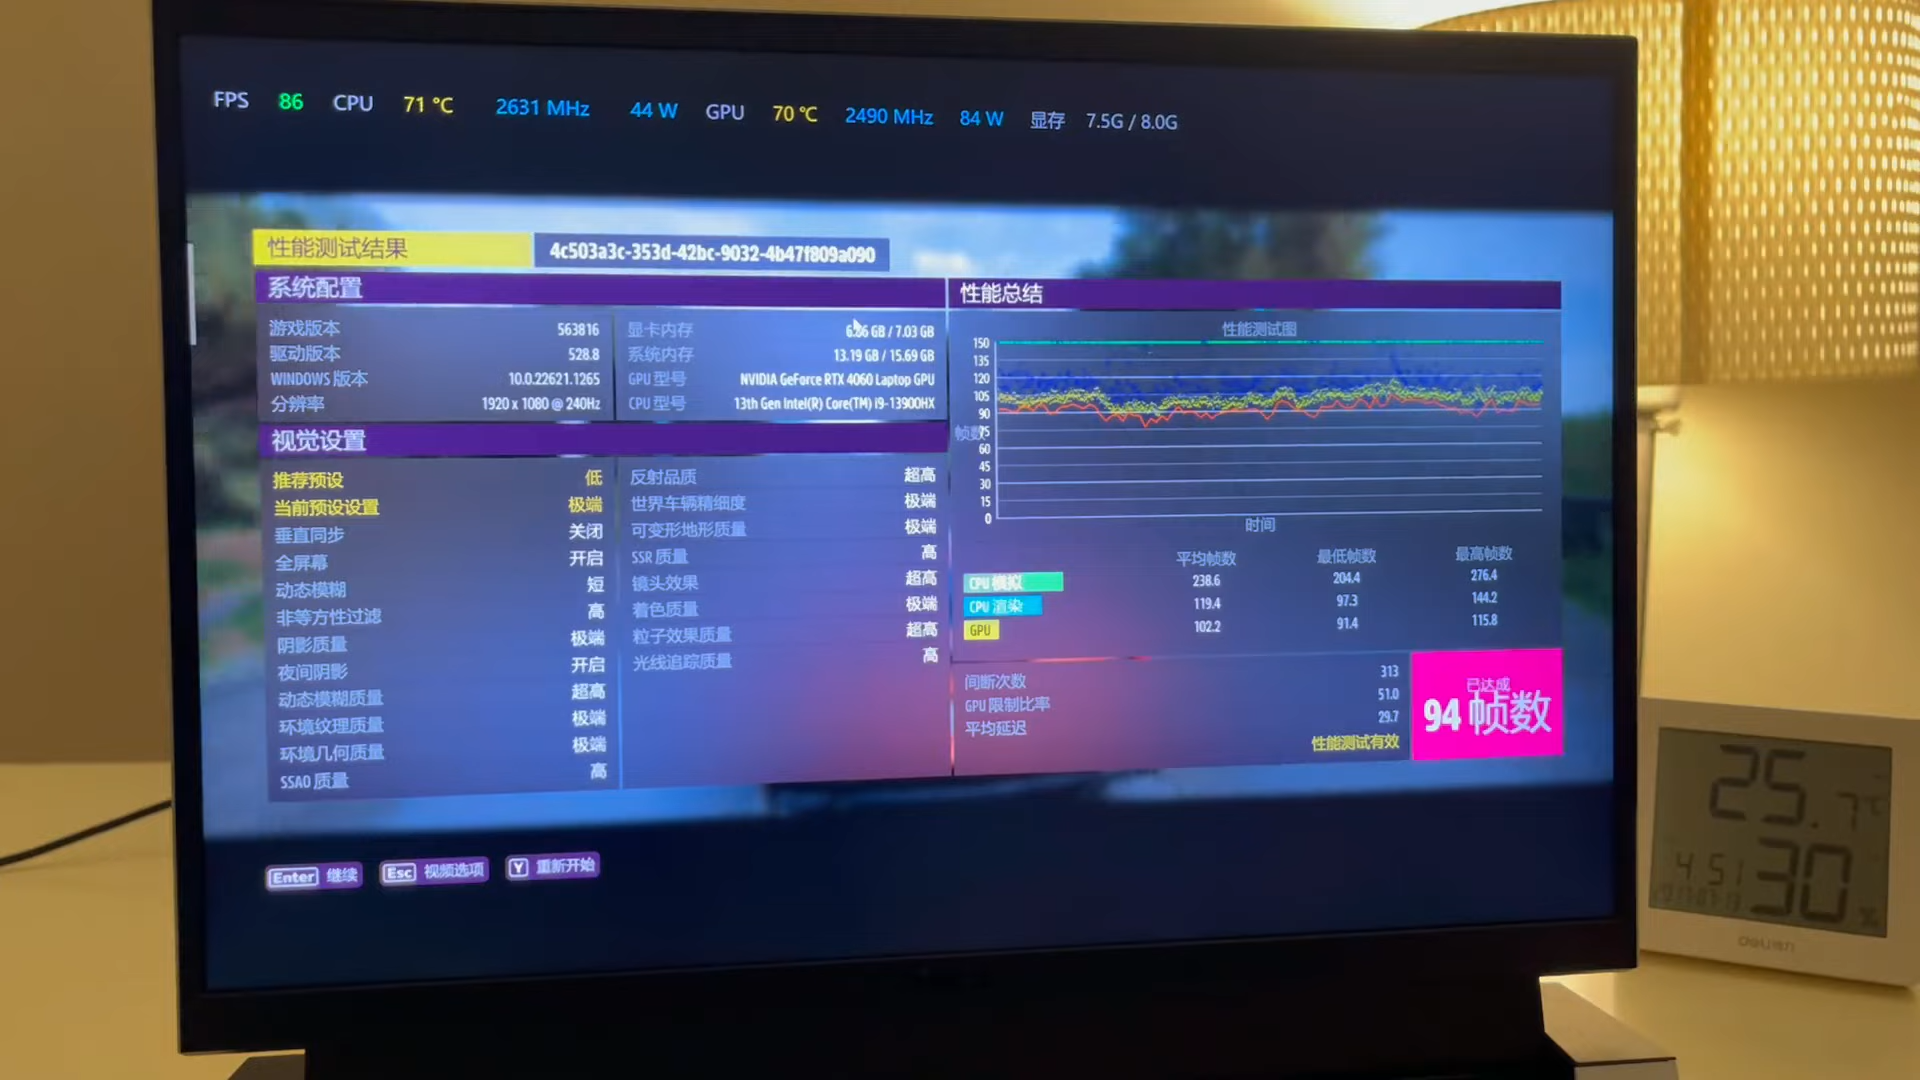 FPS 86 CPU 71 ℃ 2631 MHz 44 W GPU 70 ℃ 2490 MHz 84 W 显存 7.5G / 8.0G
性能测试结果 4c503a3c-353d-42bc-9032-4b47f809a090
系统配置
游戏版本 563816
驱动版本 528.8
WINDOWS 版本 10.0.22621.1265
分辨率 1920 x 1080 @ 240Hz
显卡内存 GB / 7.03 GB
系统内存 13.19 GB / 15.69 GB
GPU 型号 NVIDIA GeForce RTX 4060 Laptop GPU
CPU 型号 13th Gen Intel(R) Core(TM) i9-13900HX
视觉设置
推荐预设 低
当前预设设置 极端
垂直同步 关闭
全屏幕 开启
动态模糊 短
非等方性过滤 高
阴影质量 极端
夜间阴影 开启
动态模糊质量 超高
环境纹理质量 极端
环境几何质量 极端
SSAO 质量 高
反射品质 超高
世界车辆精细度 极端
可变形地形质量 极端
SSR 质量 高
镜头效果 超高
着色质量 极端
粒子效果质量 超高
光线追踪质量 高
性能总结
性能测试图
150
135
120
105
90
帧数 75
60
45
30
15
0
时间
平均帧数 最低帧数 最高帧数
CPU 模拟 238.6 204.4 276.4
CPU 渲染 119.4 97.3 144.2
GPU 102.2 91.4 115.8
间断次数 313
GPU 限制比率 51.0
平均延迟 29.7
性能测试有效
已达成
94 帧数
Enter 继续 Esc 视频选项 Y 重新开始
25.7℃
4 51 30
deli得力